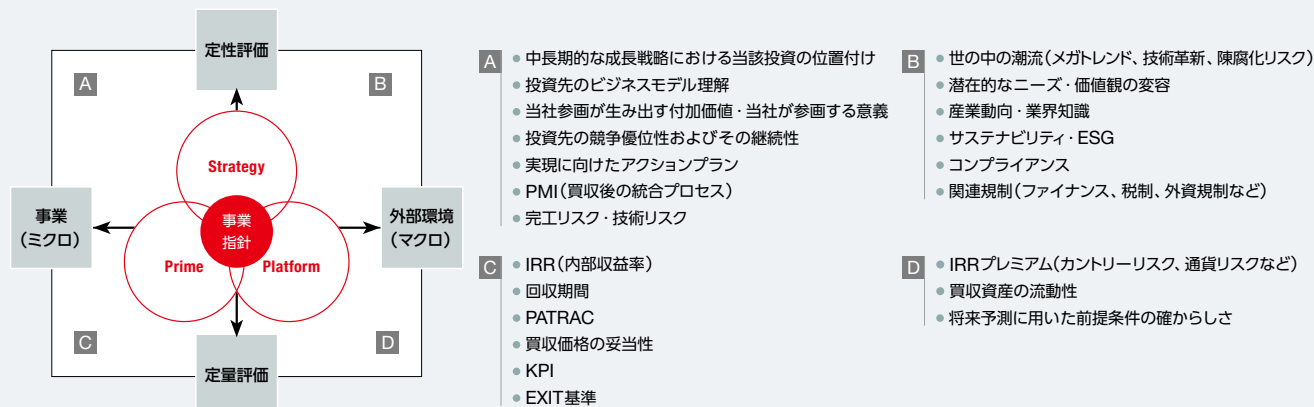 定性評価
A
B
Strategy
事業
(ミクロ)
事業
指針
外部環境
(マクロ)
Prime
Platform
C
D
定量評価
A
● 中長期的な成長戦略における当該投資の位置付け
● 投資先のビジネスモデル理解
● 当社参画が生み出す付加価値・当社が参画する意義
● 投資先の競争優位性およびその継続性
● 実現に向けたアクションプラン
● PMI(買収後の統合プロセス)
● 完工リスク・技術リスク
B
● 世の中の潮流(メガトレンド、技術革新、陳腐化リスク)
● 潜在的なニーズ・価値観の変容
● 産業動向・業界知識
● サステナビリティ・ESG
● コンプライアンス
● 関連規制(ファイナンス、税制、外資規制など)
C
● IRR(内部収益率)
● 回収期間
● PATRAC
● 買収価格の妥当性
● KPI
● EXIT基準
D
● IRRプレミアム(カントリーリスク、通貨リスクなど)
● 買収資産の流動性
● 将来予測に用いた前提条件の確からしさ